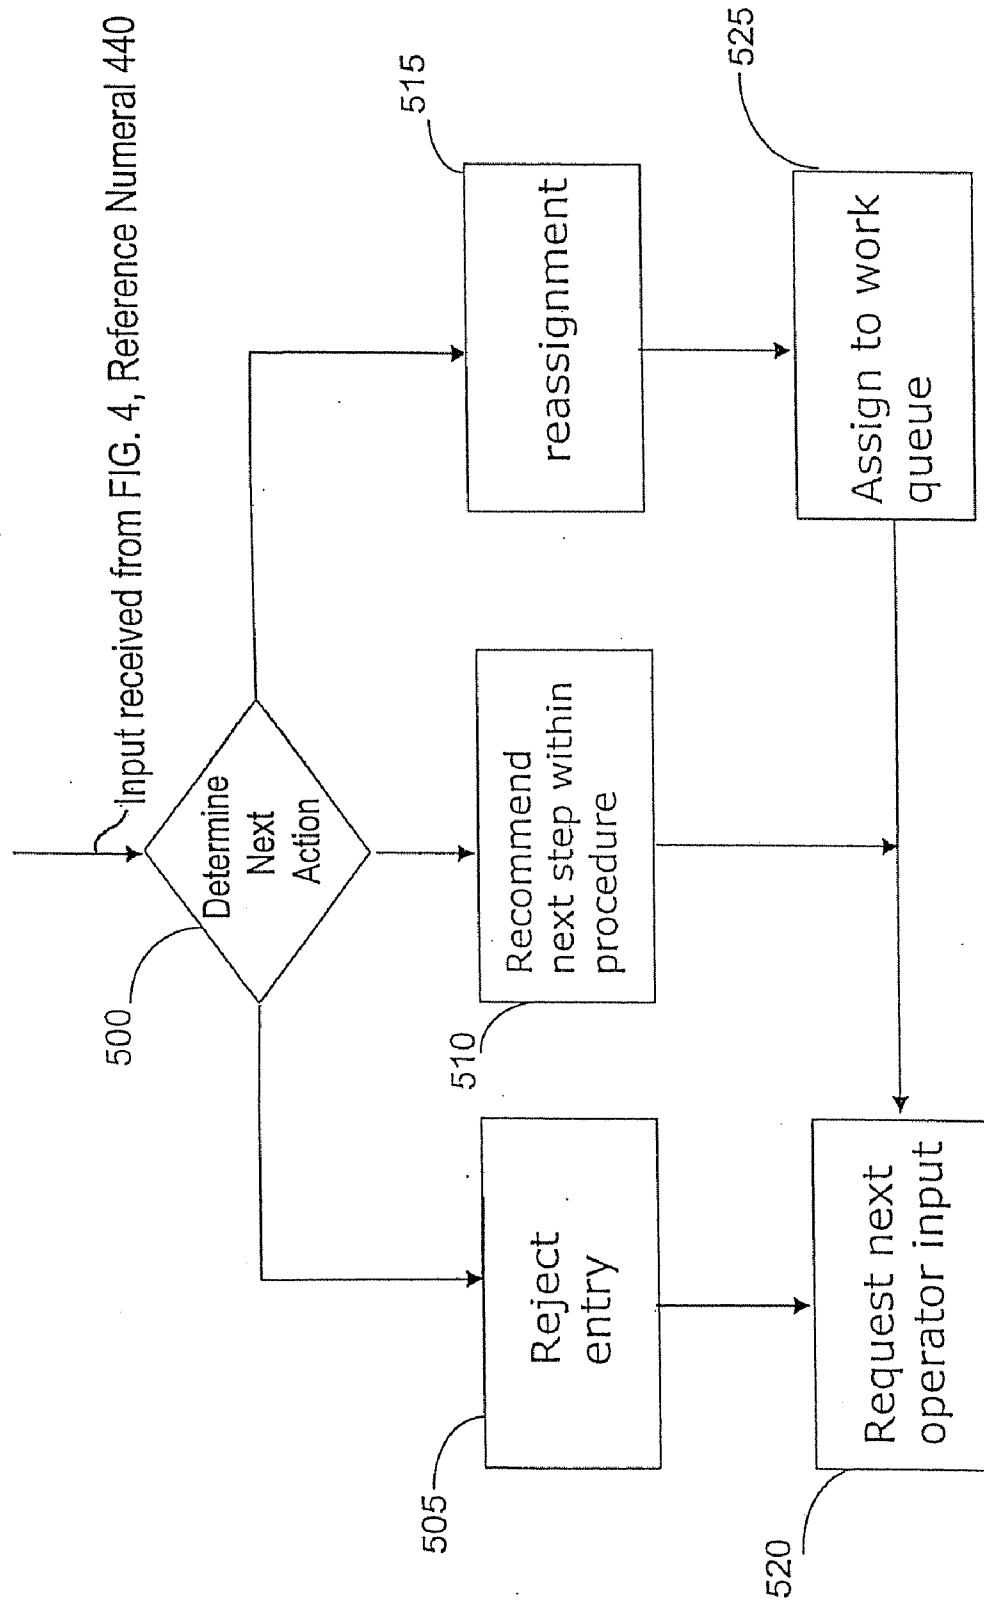 Input received from FIG. 4, Reference Numeral 440
500
Determine
Next
Action
505
Reject
entry
510
Recommend
next step within
procedure
515
reassignment
520
Request next
operator input
525
Assign to work
queue